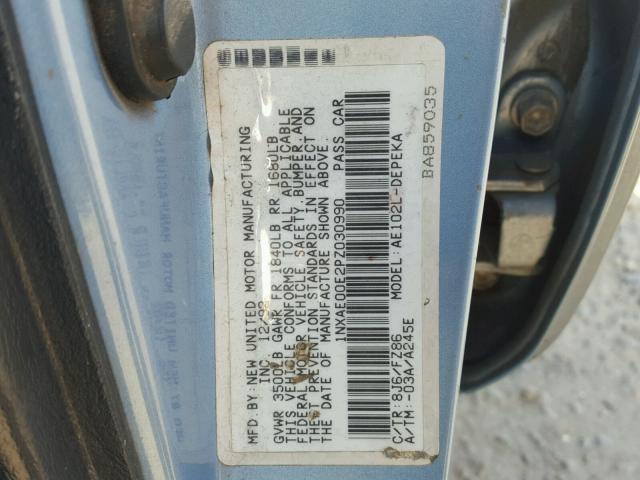 MFD.BY:NEW UNITED MOTOR MANUFACTURING
INC. 12/92
GVWR 3500LB GAWR FR 1840LB RR 1680LB
THIS VEHICLE CONFORMS TO ALL APPLICABLE
FEDERAL MOTOR VEHICLE SAFETY,BUMPER,AND
THEFT PREVENTION STANDARDS IN EFFECT ON
THE DATE OF MANUFACTURE SHOWN ABOVE.
1NXAE00E2PZ030990 PASS CAR
C/TR:8J6/FZ86 MODEL:AE102L-DEPEKA
A/TM:-03A/A245E
BA859035